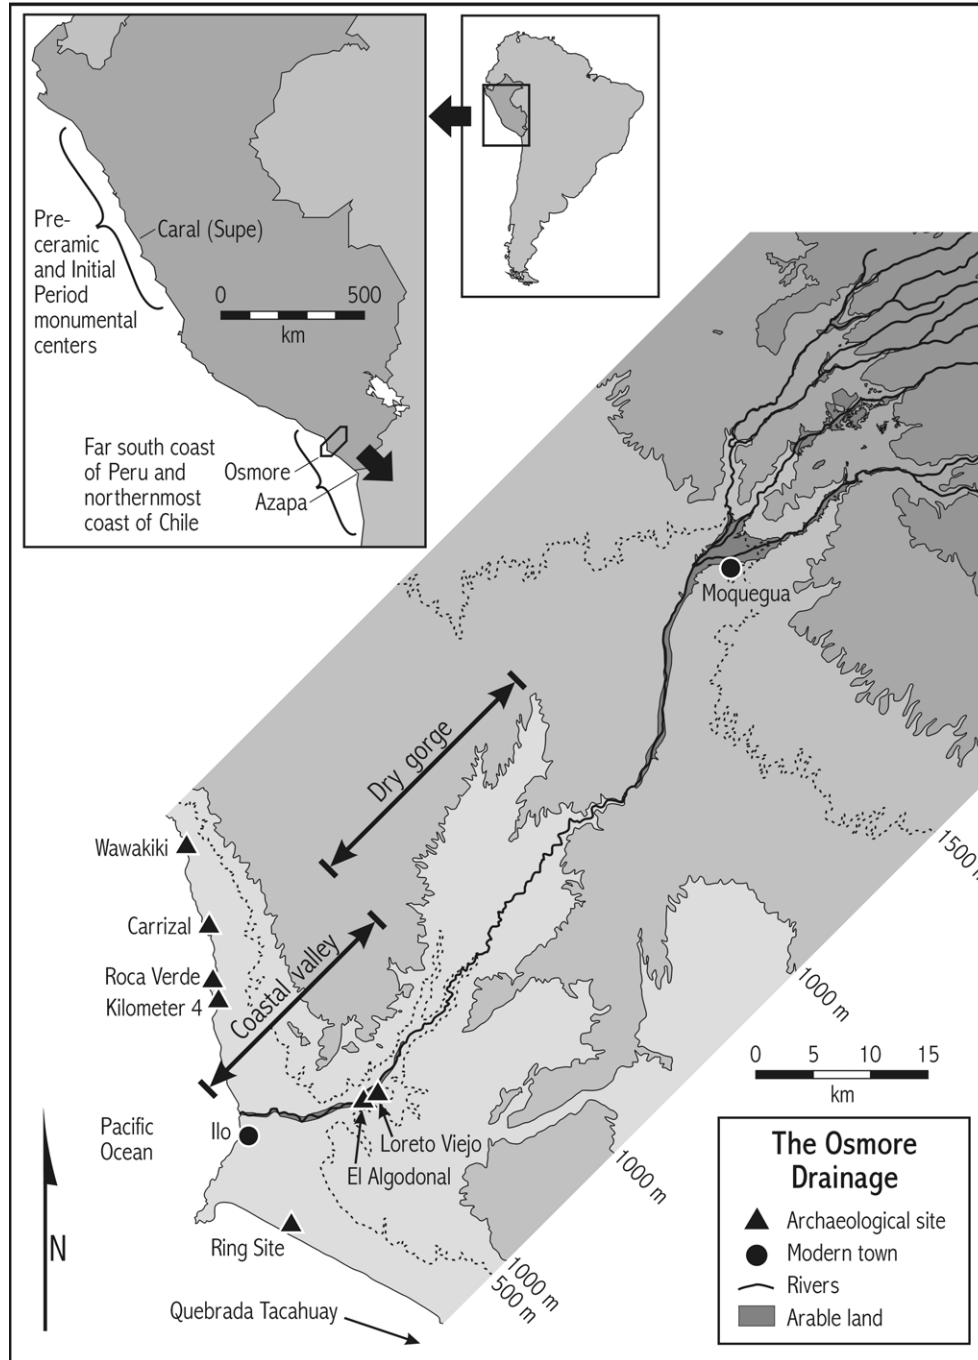 Pre-
ceramic
and Initial
Period
monumental
centers
Caral (Supe)
0 500
km
Far south coast
of Peru and
northernmost
coast of Chile
Osmore
Azapa
Moquegua
Dry gorge
Coastal valley
Wawakiki
Carrizal
Roca Verde
Kilometer 4
1500 m
1000 m
0 5 10 15
km
Pacific
Ocean
Ilo
Loreto Viejo
El Algodonal
1000 m
Ring Site
1000 m
500 m
N
Quebrada Tacahuay
The Osmore
Drainage
Archaeological site
Modern town
Rivers
Arable land